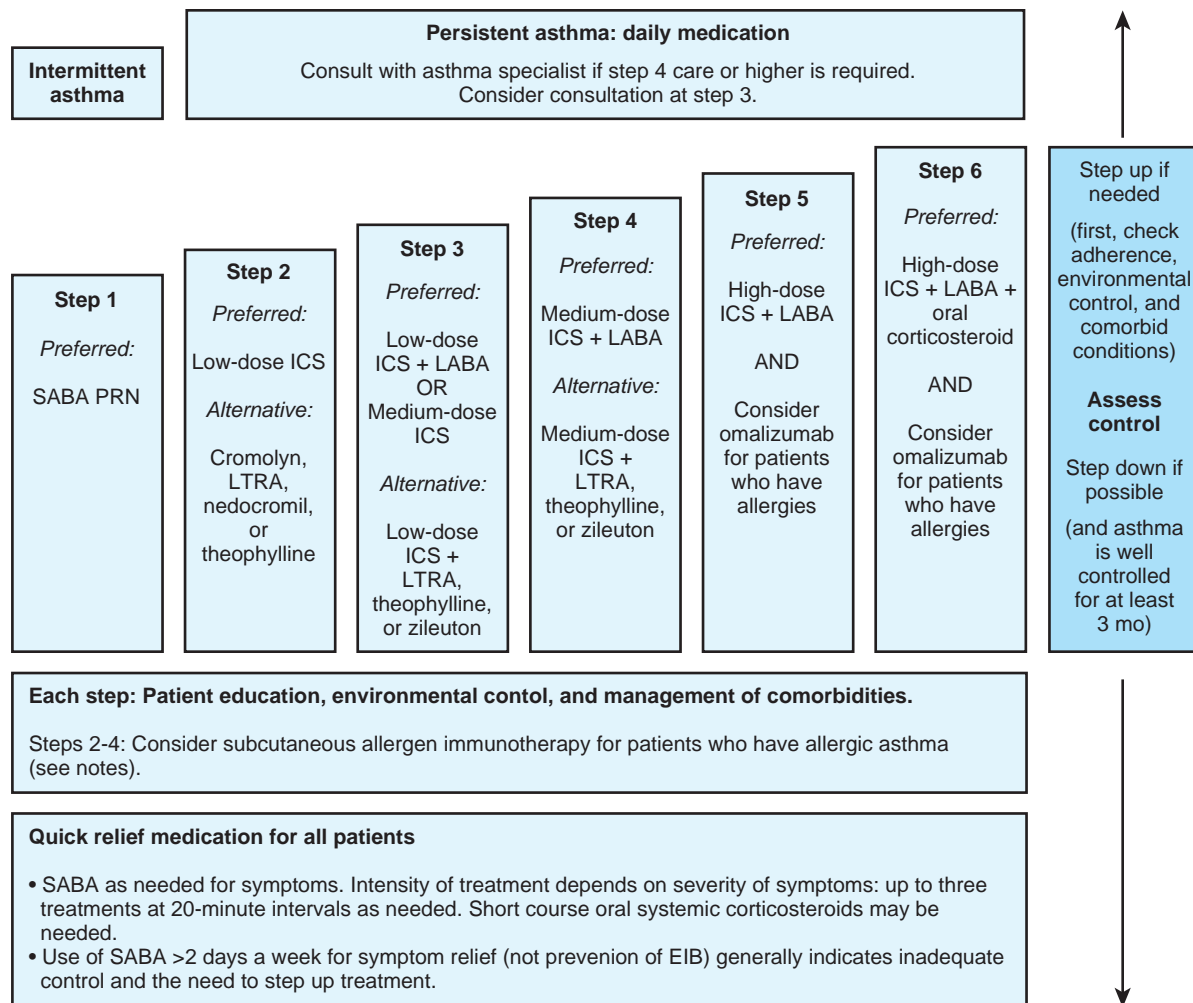 Persistent asthma: daily medication
Consult with asthma specialist if step 4 care or higher is required.
Consider consultation at step 3.
Intermittent
asthma
Step 1
Preferred:
SABA PRN
Step 2
Preferred:
Low-dose ICS
Alternative:
Cromolyn,
LTRA,
nedocromil,
or
theophylline
Step 3
Preferred:
Low-dose
ICS + LABA
OR
Medium-dose
ICS
Alternative:
Low-dose
ICS +
LTRA,
theophylline,
or zileuton
Step 4
Preferred:
Medium-dose
ICS + LABA
Alternative:
Medium-dose
ICS +
LTRA,
theophylline,
or zileuton
Step 5
Preferred:
High-dose
ICS + LABA
AND
Consider
omalizumab
for patients
who have
allergies
Step 6
Preferred:
High-dose
ICS + LABA +
oral
corticosteroid
AND
Consider
omalizumab
for patients
who have
allergies
Step up if
needed
(first, check
adherence,
environmental
control, and
comorbid
conditions)
Assess
control
Step down if
possible
(and asthma
is well
controlled
for at least
3 mo)
Each step: Patient education, environmental contol, and management of comorbidities.
Steps 2-4: Consider subcutaneous allergen immunotherapy for patients who have allergic asthma
(see notes).
Quick relief medication for all patients
• SABA as needed for symptoms. Intensity of treatment depends on severity of symptoms: up to three
treatments at 20-minute intervals as needed. Short course oral systemic corticosteroids may be
needed.
• Use of SABA >2 days a week for symptom relief (not prevenion of EIB) generally indicates inadequate
control and the need to step up treatment.